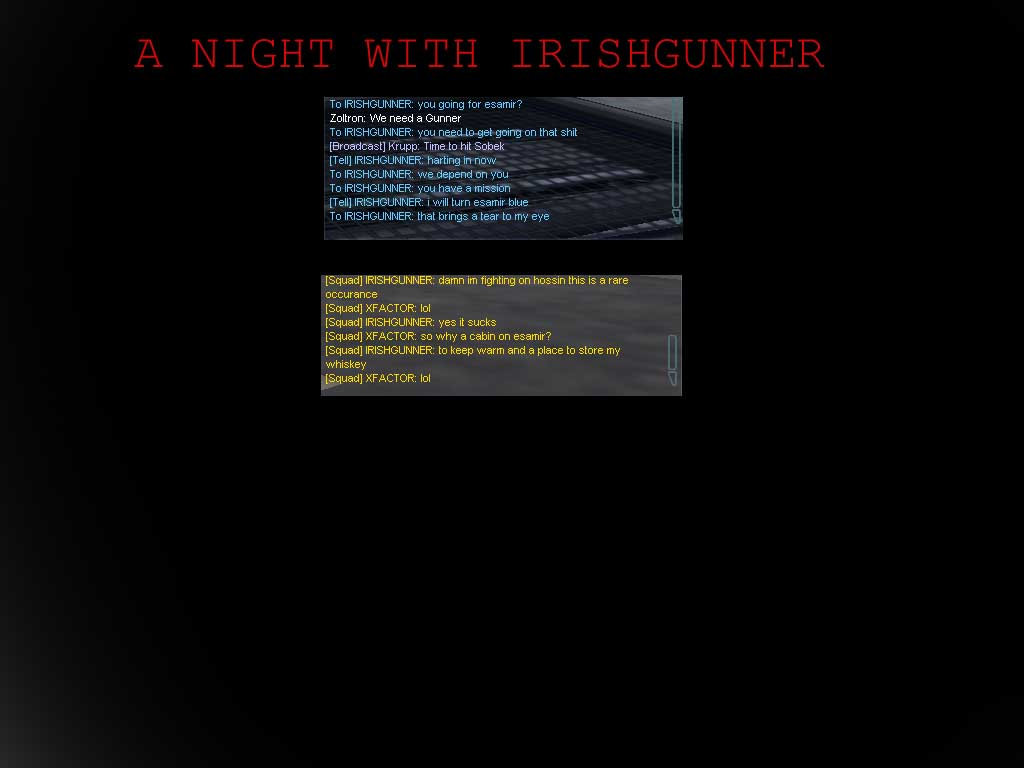 A NIGHT WITH IRISHGUNNER
To IRISHGUNNER: you going for esamir?
Zoltron: We need a Gunner
To IRISHGUNNER: you need to get going on that shit
[Broadcast] Krupp: Time to hit Sobek
[Tell] IRISHGUNNER: harting in now
To IRISHGUNNER: we depend on you
To IRISHGUNNER: you have a mission
[Tell] IRISHGUNNER: i will turn esamir blue
To IRISHGUNNER: that brings a tear to my eye
[Squad] IRISHGUNNER: damn im fighting on hossin this is a rare
occurance
[Squad] XFACTOR: lol
[Squad] IRISHGUNNER: yes it sucks
[Squad] XFACTOR: so why a cabin on esamir?
[Squad] IRISHGUNNER: to keep warm and a place to store my
whiskey
[Squad] XFACTOR: lol